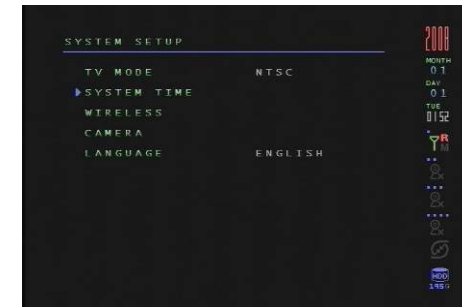 SYSTEM SETUP
TV MODE NTSC
SYSTEM TIME
WIRELESS
CAMERA
LANGUAGE ENGLISH
2008
MONTH
01
DAY
01
TUE
0152
R
M
HDD